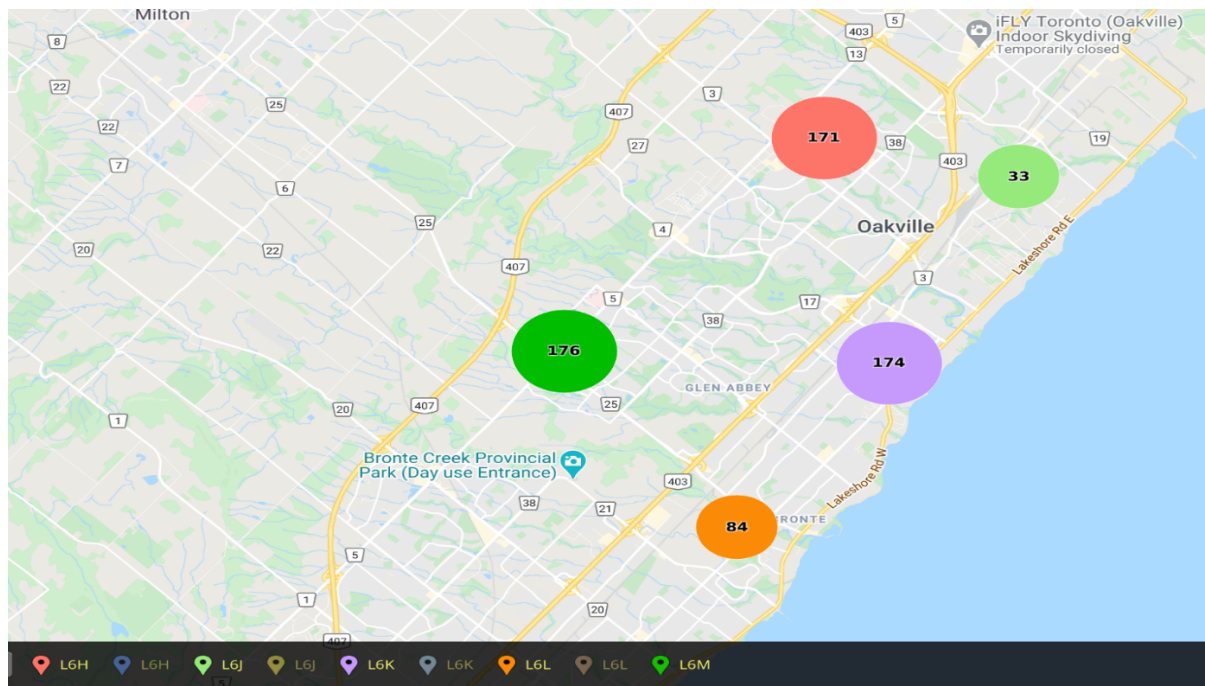 Milton
5
iFLY Toronto (Oakville)
Indoor Skydiving
Temporarily closed
403
8
13
22
3
25
407
22
171
38
19
27
7
403
33
6
25
4
Oakville
20
22
Lakeshore Rd E
407
3
5
17
38
176
174
GLEN ABBEY
407
20
25
1
Bronte Creek Provincial
Park (Day use Entrance)
403
Lakeshore Rd W
38
21
84
RONTE
5
1
20
407
L6H
L6H
L6J
L6J
L6K
L6K
L6L
L6L
L6M
5